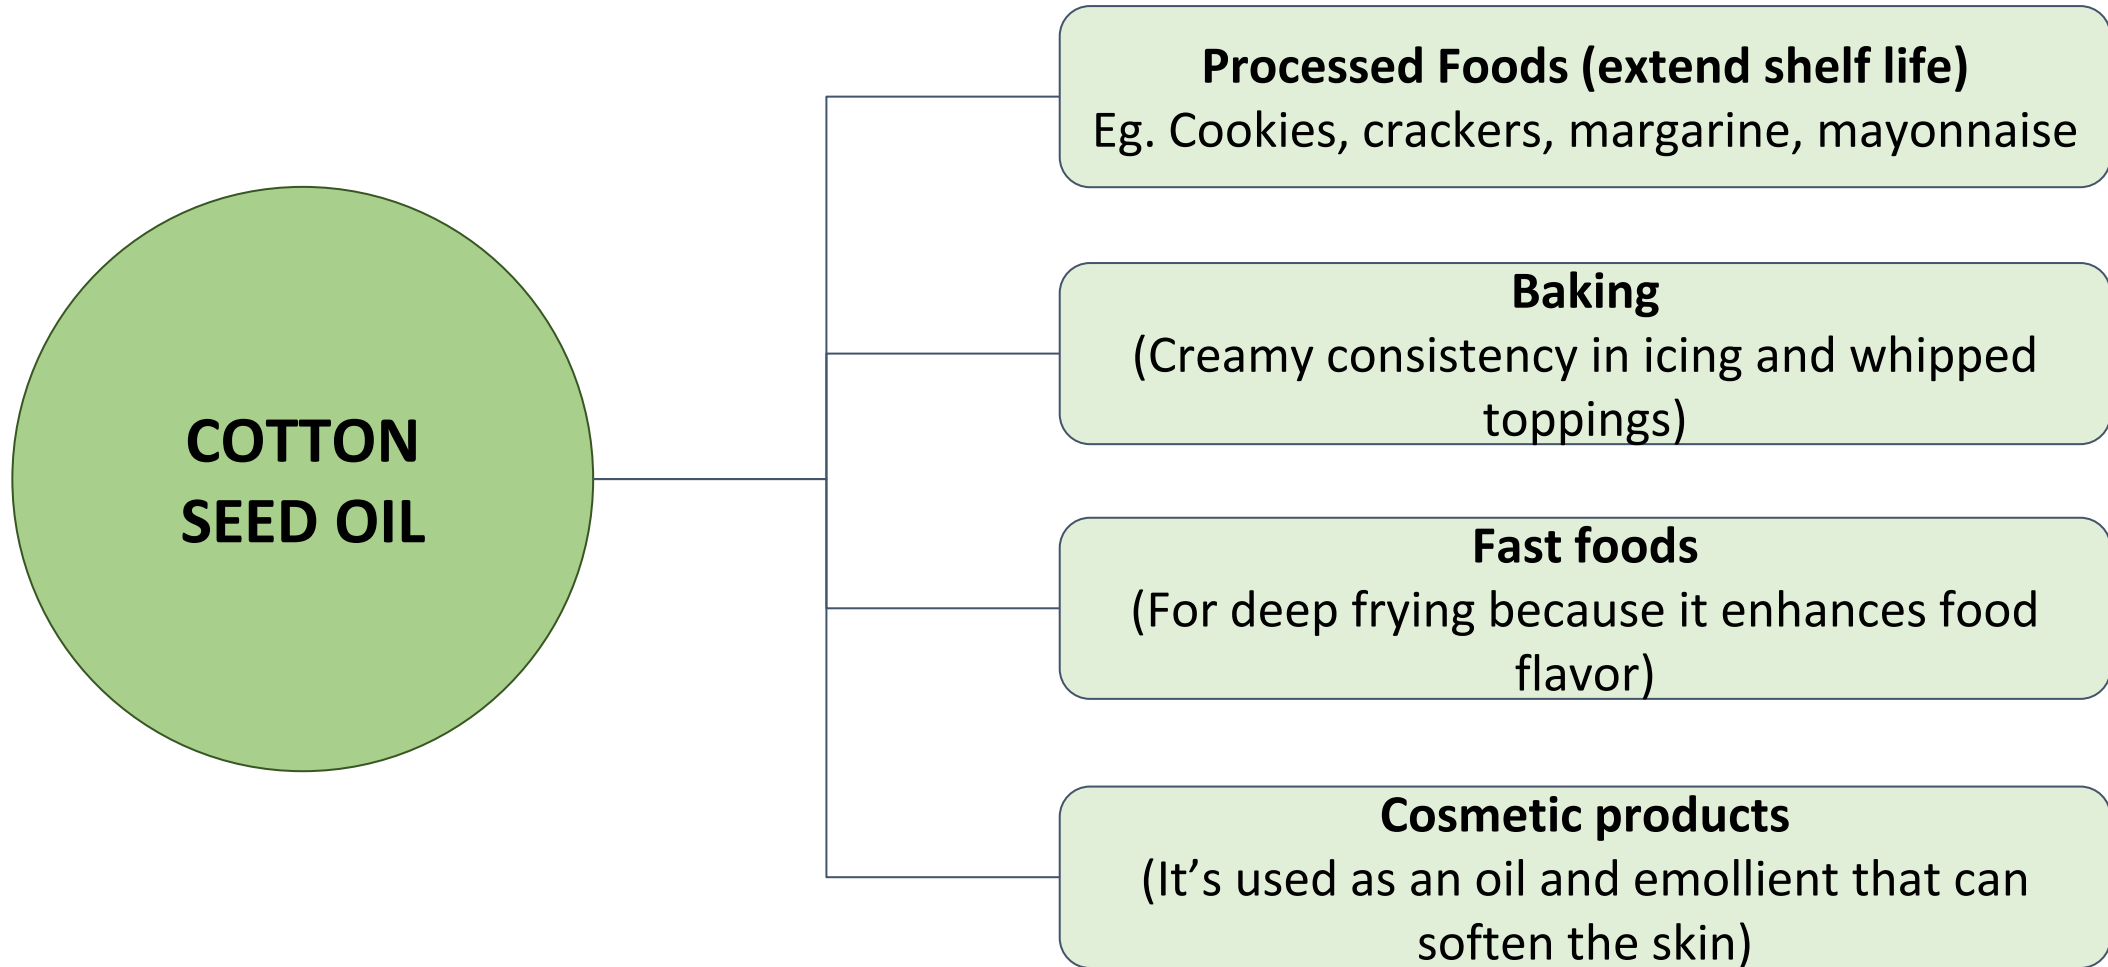 COTTON
SEED OIL
Processed Foods (extend shelf life)
Eg. Cookies, crackers, margarine, mayonnaise
Baking
(Creamy consistency in icing and whipped
toppings)
Fast foods
(For deep frying because it enhances food
flavor)
Cosmetic products
(It’s used as an oil and emollient that can
soften the skin)